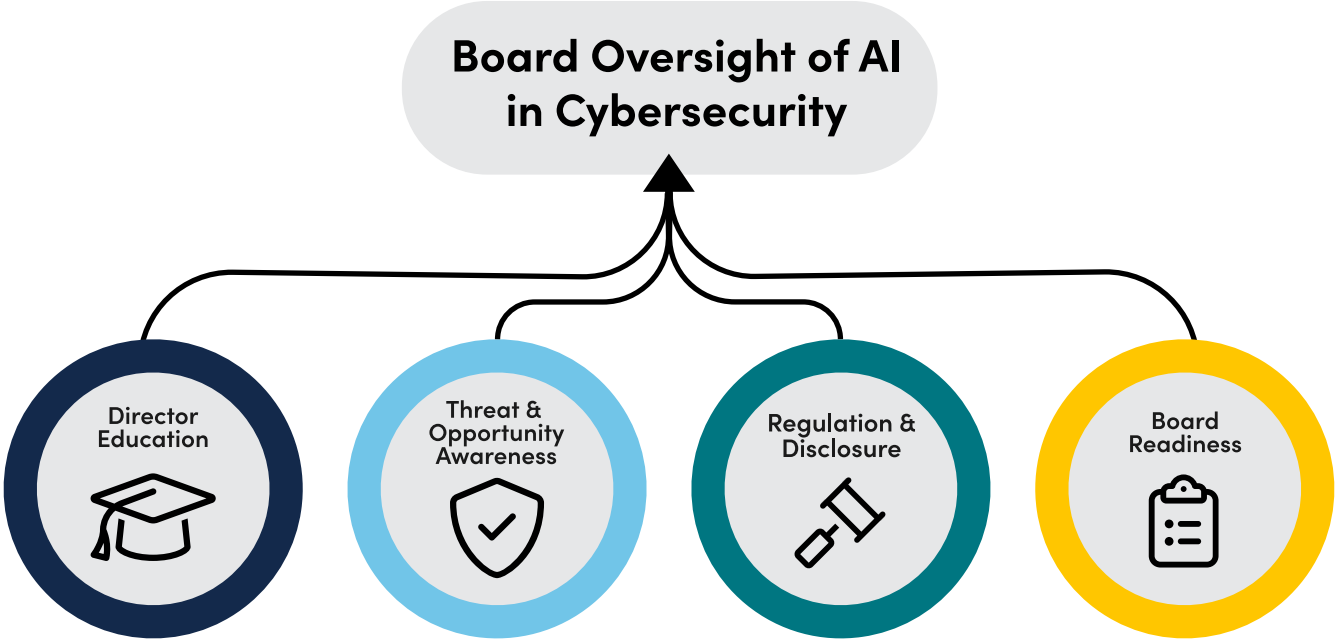 Board Oversight of AI
in Cybersecurity
Director
Education
Threat &
Opportunity
Awareness
Regulation &
Disclosure
Board
Readiness